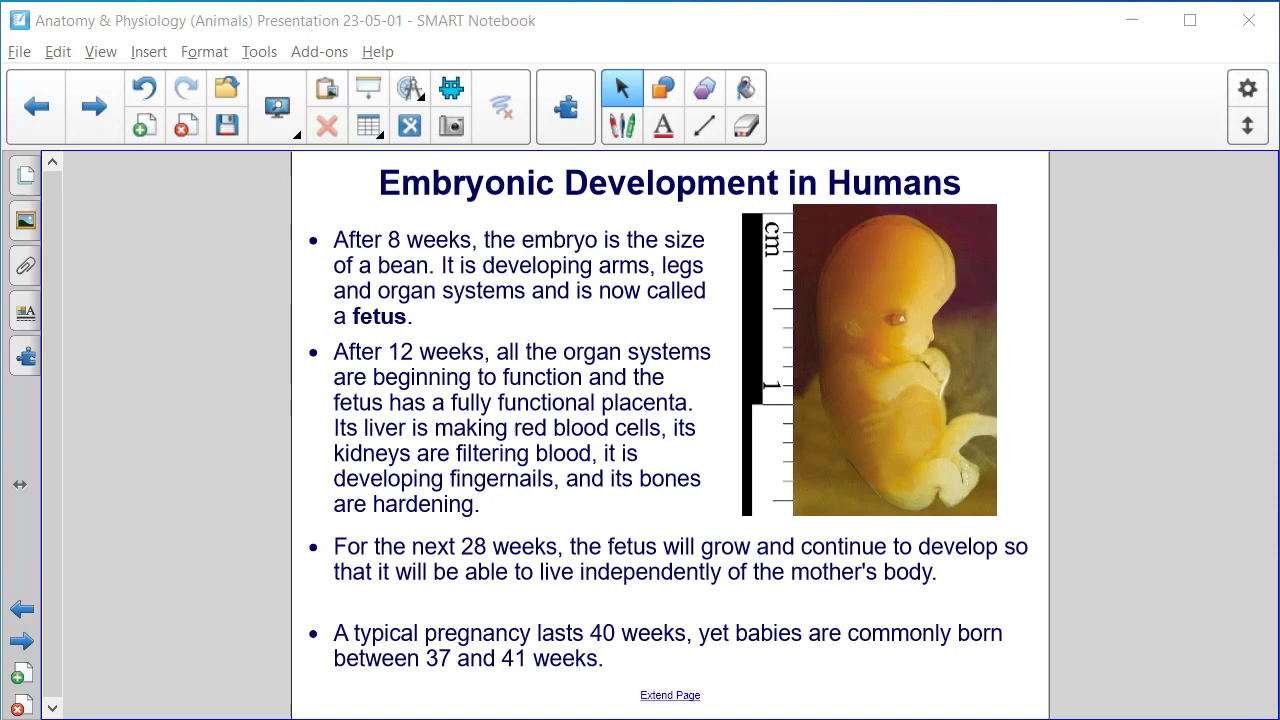 Anatomy & Physiology (Animals) Presentation 23-05-01 - SMART Notebook
File Edit View Insert Format Tools Add-ons Help
Embryonic Development in Humans
• After 8 weeks, the embryo is the size
of a bean. It is developing arms, legs
and organ systems and is now called
a fetus.
• After 12 weeks, all the organ systems
are beginning to function and the
fetus has a fully functional placenta.
Its liver is making red blood cells, its
kidneys are filtering blood, it is
developing fingernails, and its bones
are hardening.
cm
1
• For the next 28 weeks, the fetus will grow and continue to develop so
that it will be able to live independently of the mother's body.
• A typical pregnancy lasts 40 weeks, yet babies are commonly born
between 37 and 41 weeks.
Extend Page